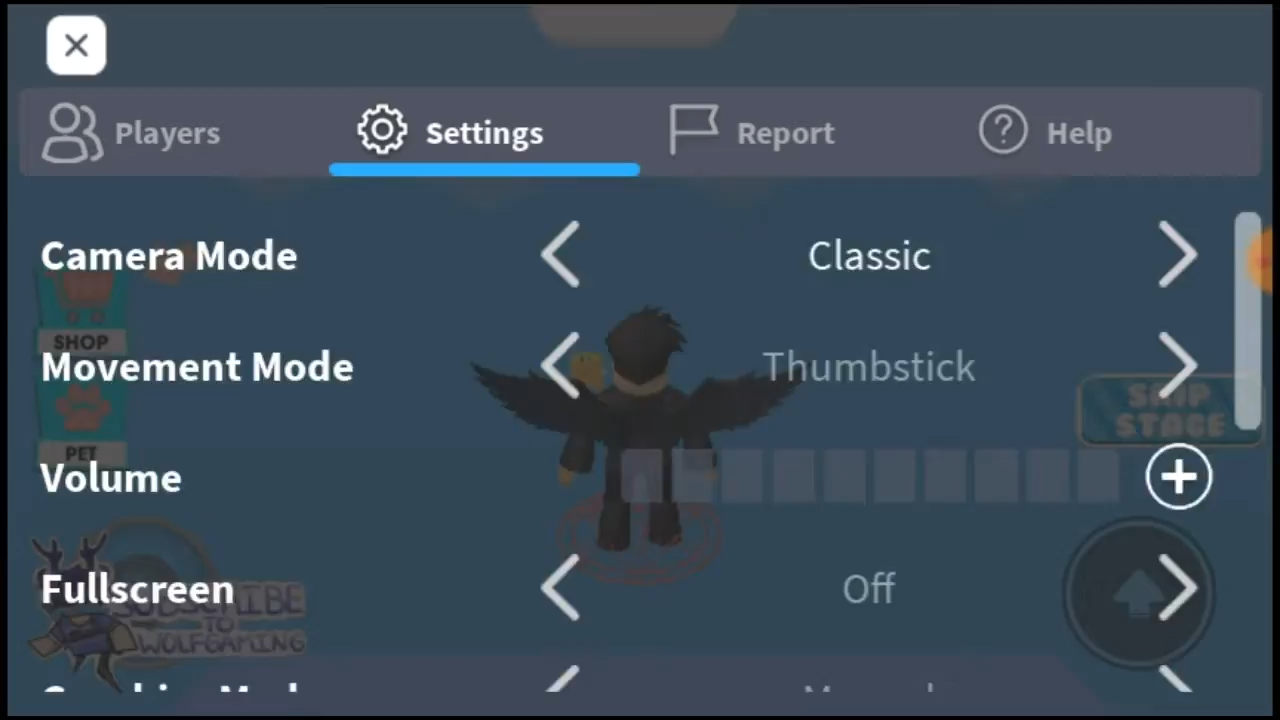 Players
Settings
Report
Help
Camera Mode
Classic
SHOP
Movement Mode
Thumbstick
SKIP
STAGE
PET
Volume
Fullscreen
Off
SUBSCRIBE
TO
WOLFGAMING